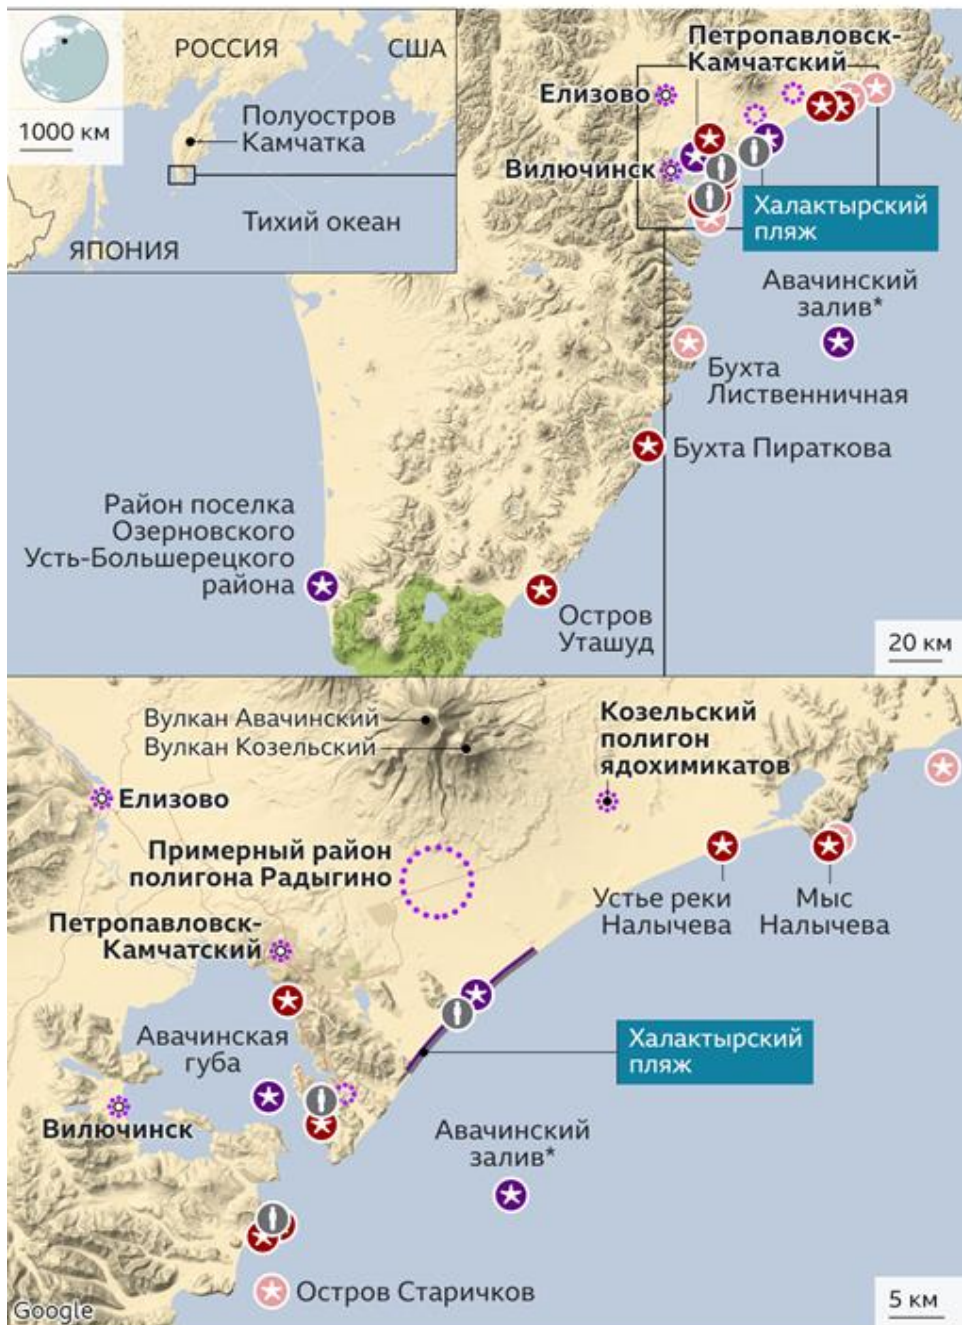 РОССИЯ
США
1000 км
Полуостров
Камчатка
Тихий океан
ЯПОНИЯ
Петропавловск-
Камчатский
Елизово
Вилючинск
Халактырский
пляж
Авачинский
залив*
Бухта
Лиственничная
Бухта Пираткова
Район поселка
Озерновского
Усть-Большерецкого
района
Остров
Уташуд
20 км
Вулкан Авачинский
Вулкан Козельский
Козельский
полигон
ядохимикатов
Елизово
Примерный район
полигона Радыгино
Устье реки
Налычева
Мыс
Налычева
Петропавловск-
Камчатский
Авачинская
губа
Халактырский
пляж
Вилючинск
Авачинский
залив*
Остров Старичков
5 км
Google